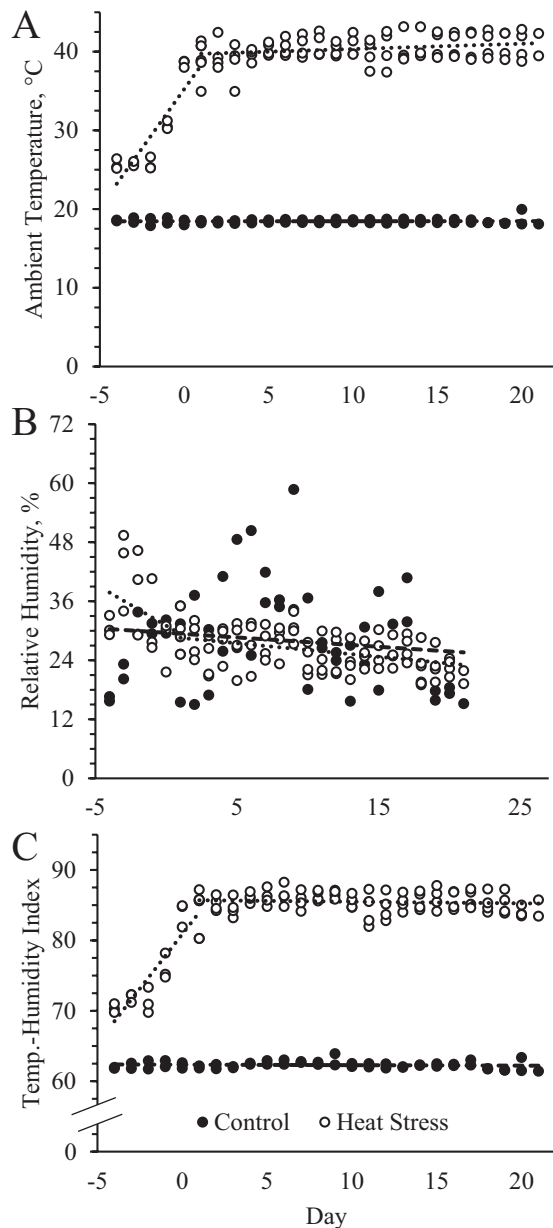 A
Ambient Temperature, °C
50
40
30
20
10
0
-5 0 5 10 15 20
B
Relative Humidity, %
72
60
48
36
24
12
0
-5 5 15 25
C
Temp.-Humidity Index
90
80
70
60
0
Control Heat Stress
-5 0 5 10 15 20
Day